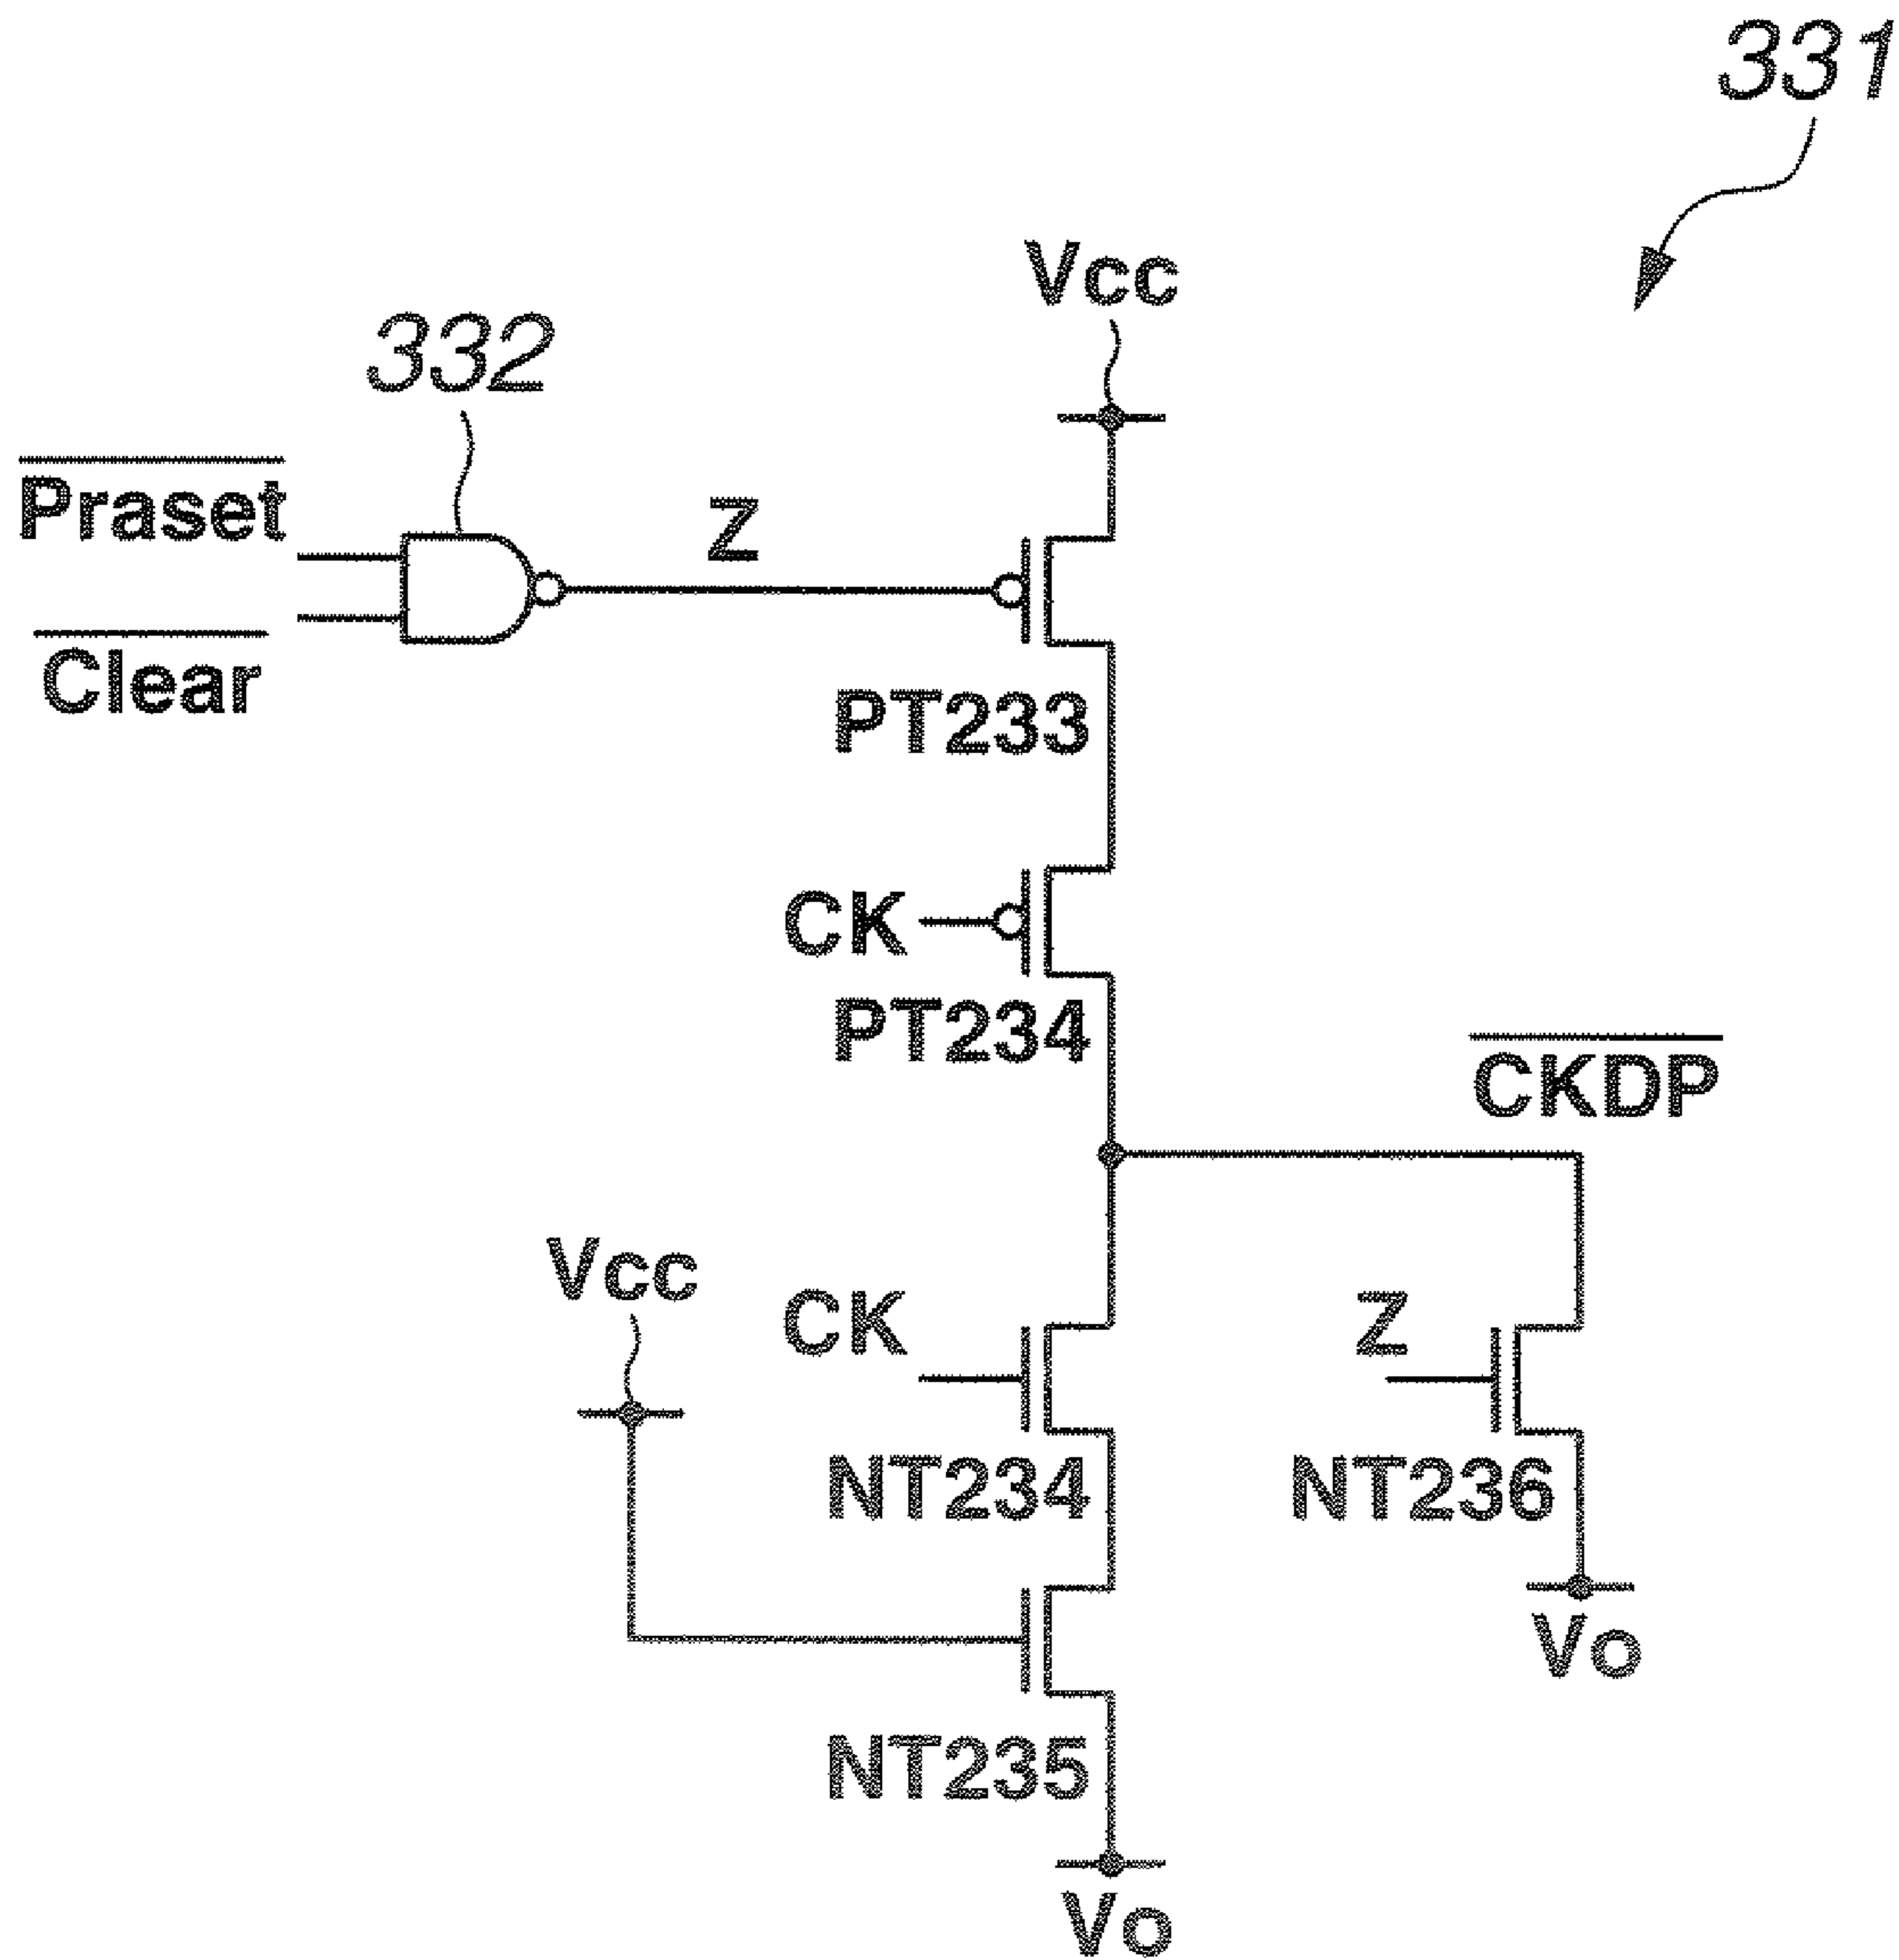 331
Vcc
332
Praset
Z
Clear
PT233
CK
PT234
CKDP
Vcc
CK
Z
NT234
NT236
NT235
Vo
Vo